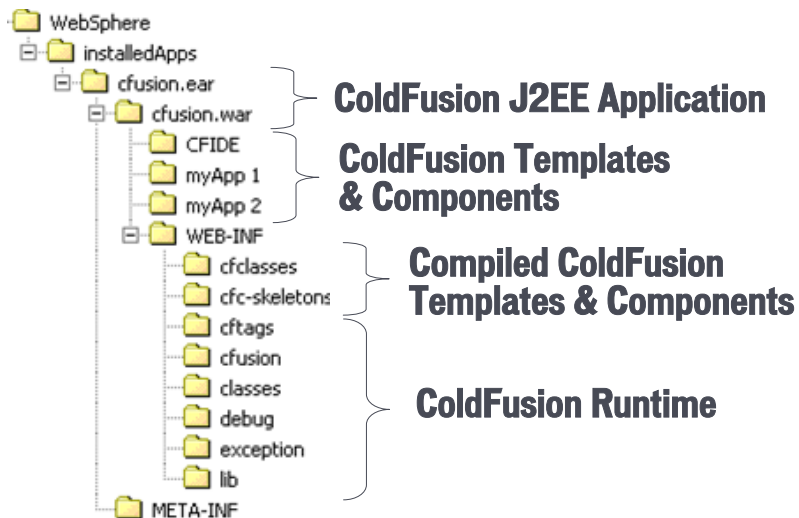 WebSphere
installedApps
cfusion.ear
cfusion.war
CFIDE
myApp 1
myApp 2
WEB-INF
cfclasses
cfc-skeletons
cftags
cfusion
classes
debug
exception
lib
META-INF
ColdFusion J2EE Application
ColdFusion Templates
& Components
Compiled ColdFusion
Templates & Components
ColdFusion Runtime